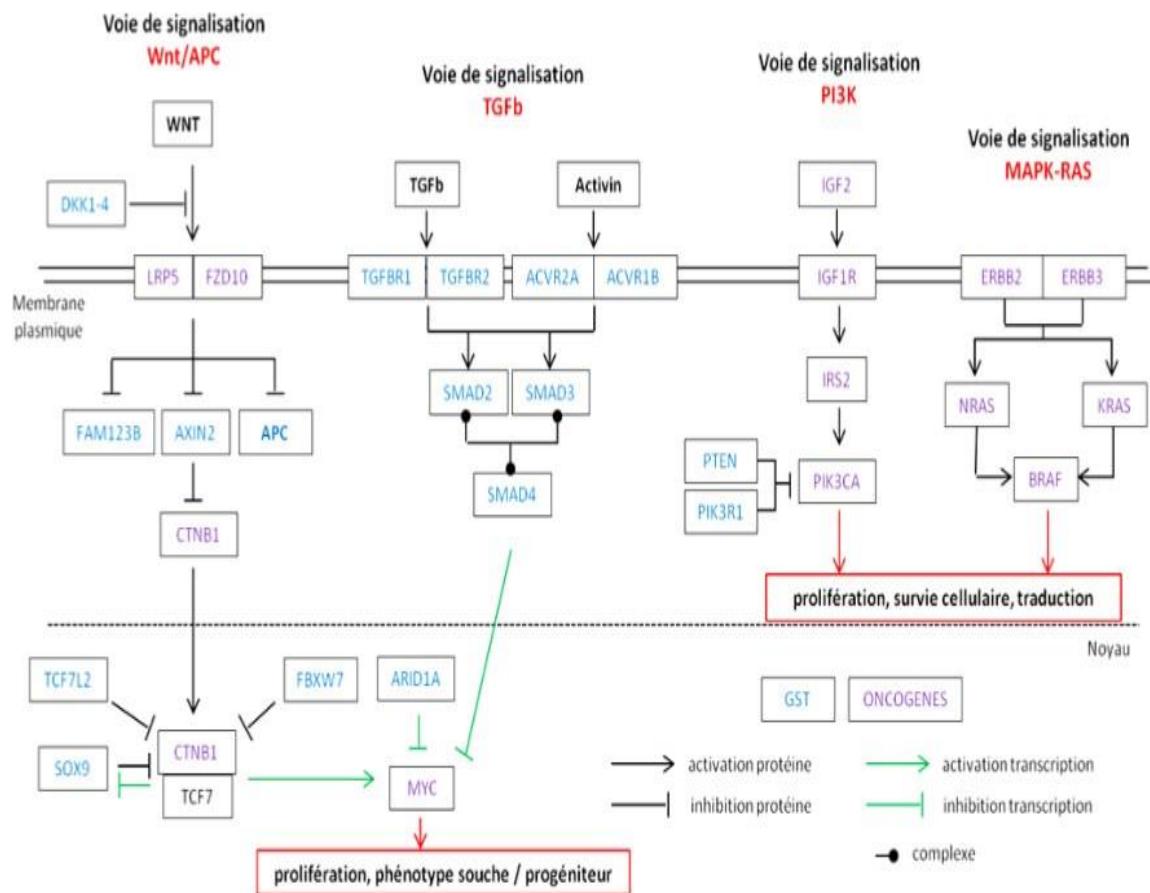 Voie de signalisation
Wnt/APC
Voie de signalisation
TGFb
Voie de signalisation
PI3K
Voie de signalisation
MAPK-RAS
WNT
DKK1-4
TGFb
Activin
IGF2
LRP5
FZD10
TGFBR1
TGFBR2
ACVR2A
ACVR1B
IGF1R
ERBB2
ERBB3
Membrane
plasmique
FAM123B
AXIN2
APC
SMAD2
SMAD3
IRS2
NRAS
KRAS
SMAD4
PTEN
PIK3R1
PIK3CA
BRAF
CTNB1
prolifération, survie cellulaire, traduction
Noyau
TCF7L2
FBXW7
ARID1A
GST
ONCOGENES
SOX9
CTNB1
TCF7
MYC
activation protéine
activation transcription
inhibition protéine
inhibition transcription
complexe
prolifération, phénotype souche / progéniteur